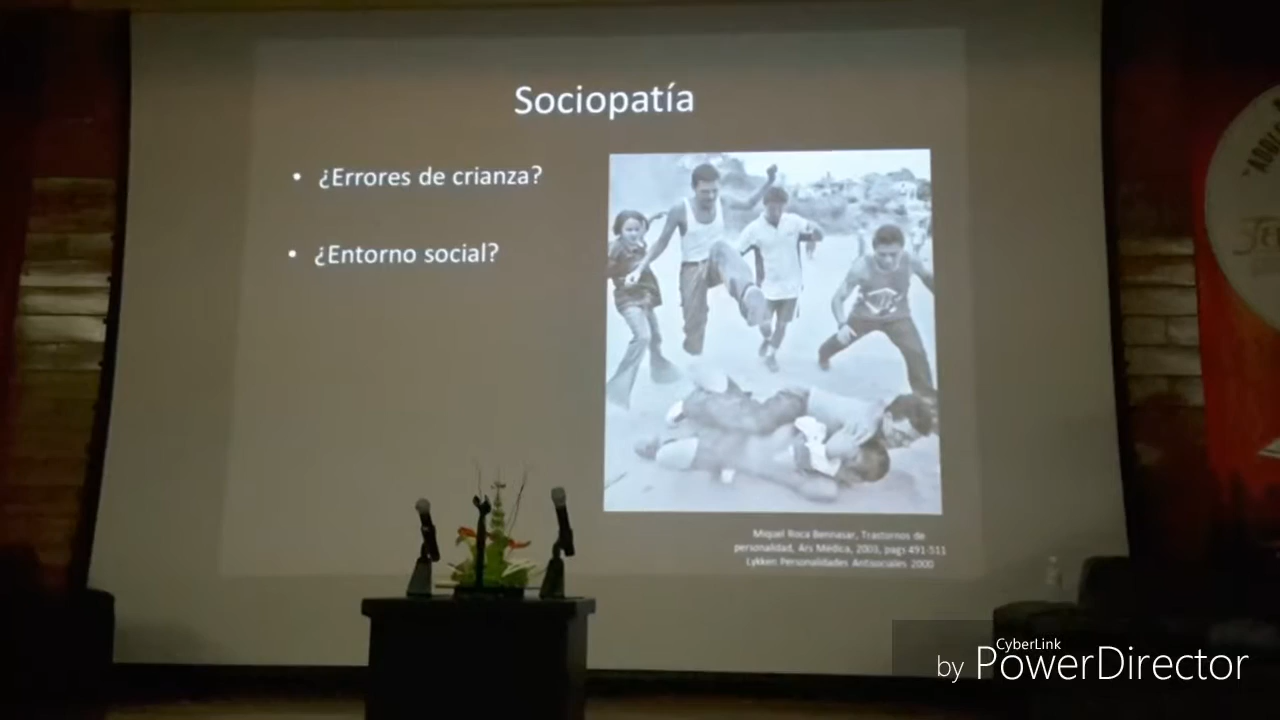 Sociopatía
• ¿Errores de crianza?
• ¿Entorno social?
Miquel Roca Bennasar, Trastornos de
personalidad, Ars Médica, 2003, pags 491-511
Lykken Personalidades Antisociales 2000
CyberLink
by PowerDirector